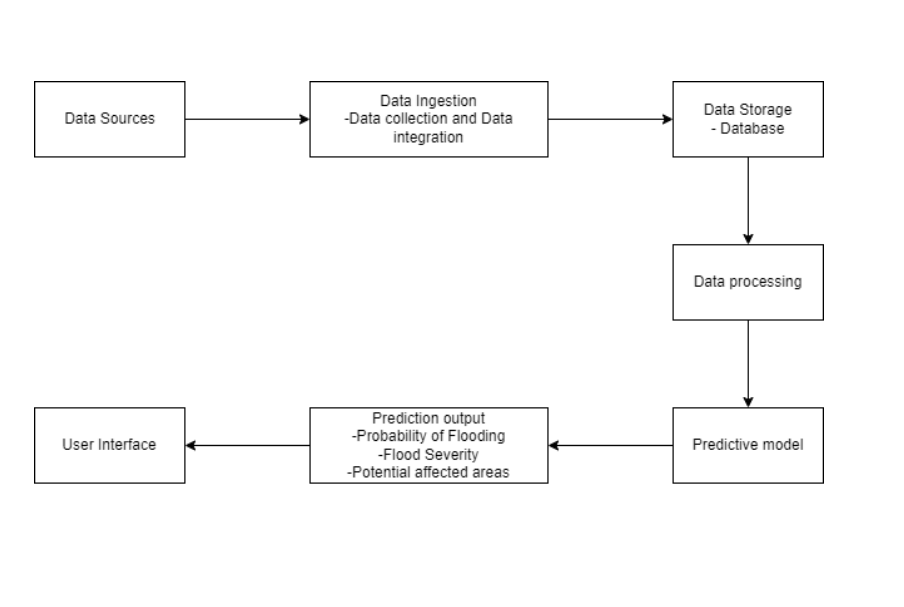 Data Sources
Data Ingestion
-Data collection and Data
integration
Data Storage
- Database
Data processing
Predictive model
Prediction output
-Probability of Flooding
-Flood Severity
-Potential affected areas
User Interface